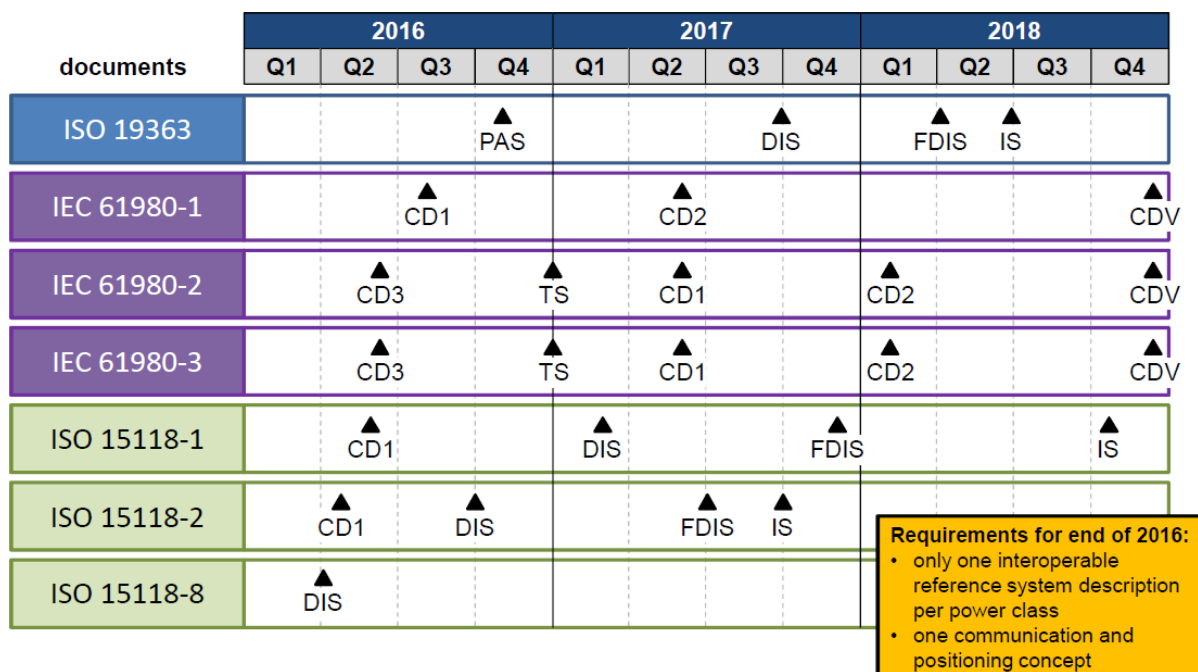 2016 2017 2018
documents Q1 Q2 Q3 Q4 Q1 Q2 Q3 Q4 Q1 Q2 Q3 Q4
ISO 19363 PAS DIS FDIS IS
IEC 61980-1 CD1 CD2 CDV
IEC 61980-2 CD3 TS CD1 CD2 CDV
IEC 61980-3 CD3 TS CD1 CD2 CDV
ISO 15118-1 CD1 DIS FDIS IS
ISO 15118-2 CD1 DIS FDIS IS
ISO 15118-8 DIS
Requirements for end of 2016:
• only one interoperable
reference system description
per power class
• one communication and
positioning concept